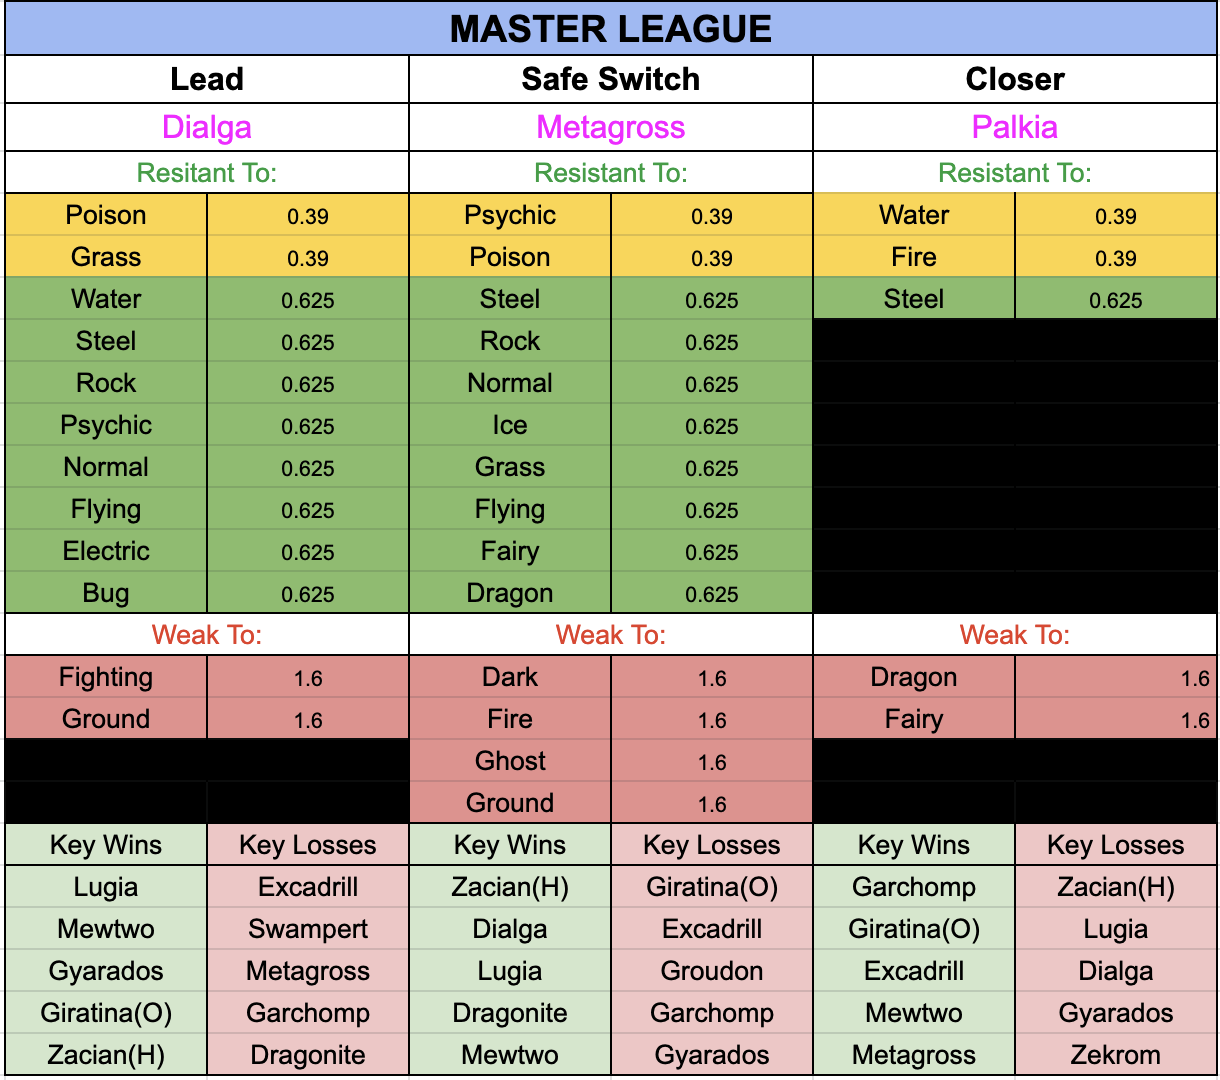 MASTER LEAGUE
Lead Safe Switch Closer
Dialga Metagross Palkia
Resitant To: Resistant To: Resistant To:
Poison 0.39 Psychic 0.39 Water 0.39
Grass 0.39 Poison 0.39 Fire 0.39
Water 0.625 Steel 0.625 Steel 0.625
Steel 0.625 Rock 0.625
Rock 0.625 Normal 0.625
Psychic 0.625 Ice 0.625
Normal 0.625 Grass 0.625
Flying 0.625 Flying 0.625
Electric 0.625 Fairy 0.625
Bug 0.625 Dragon 0.625
Weak To: Weak To: Weak To:
Fighting 1.6 Dark 1.6 Dragon 1.6
Ground 1.6 Fire 1.6 Fairy 1.6
Ghost 1.6
Ground 1.6
Key Wins Key Losses Key Wins Key Losses Key Wins Key Losses
Lugia Excadrill Zacian(H) Giratina(O) Garchomp Zacian(H)
Mewtwo Swampert Dialga Excadrill Giratina(O) Lugia
Gyarados Metagross Lugia Groudon Excadrill Dialga
Giratina(O) Garchomp Dragonite Garchomp Mewtwo Gyarados
Zacian(H) Dragonite Mewtwo Gyarados Metagross Zekrom